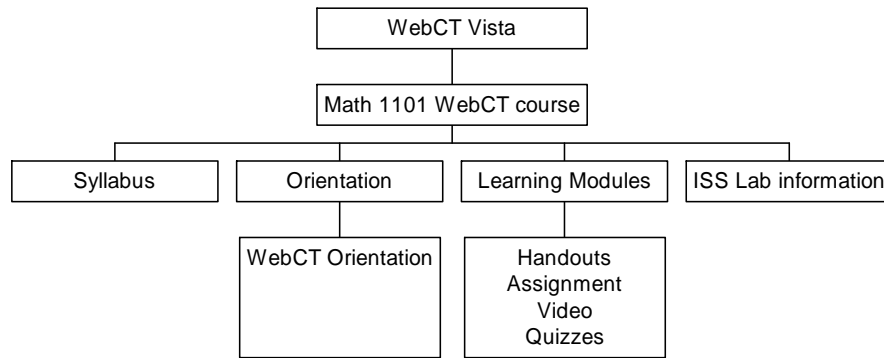 WebCT Vista
Math 1101 WebCT course
Syllabus
Orientation
Learning Modules
ISS Lab information
WebCT Orientation
Handouts
Assignment
Video
Quizzes